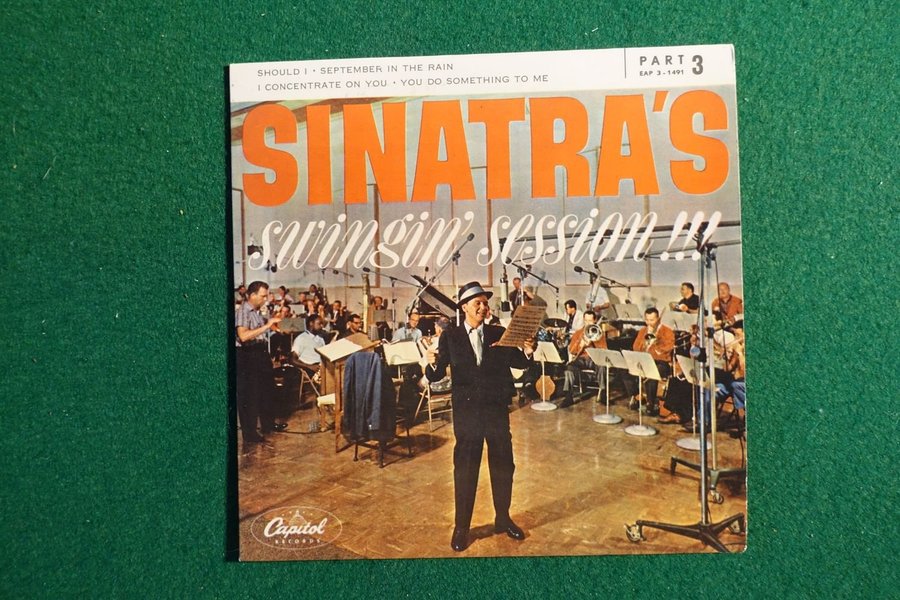 SHOULD I • SEPTEMBER IN THE RAIN
I CONCENTRATE ON YOU • YOU DO SOMETHING TO ME
PART 3
EAP 3-1491
SINATRA'S
swingin' session!!!
Capitol
RECORDS